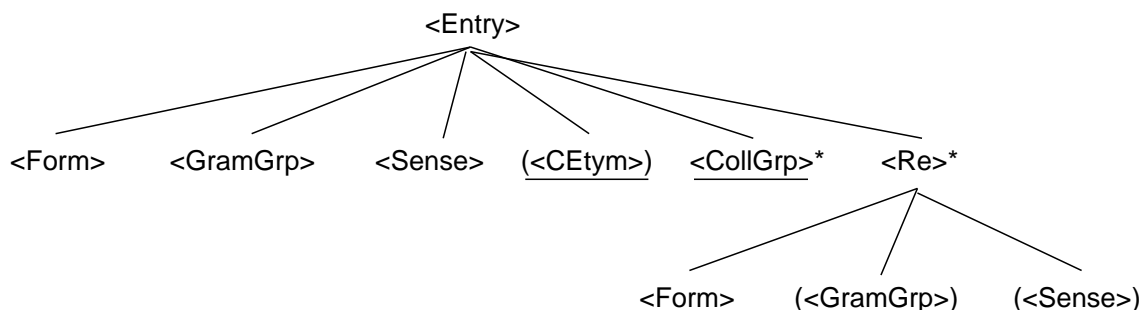 <Entry>
<Form> <GramGrp> <Sense> (<CEtym>) <CollGrp>* <Re>*
<Form> (<GramGrp>) (<Sense>)